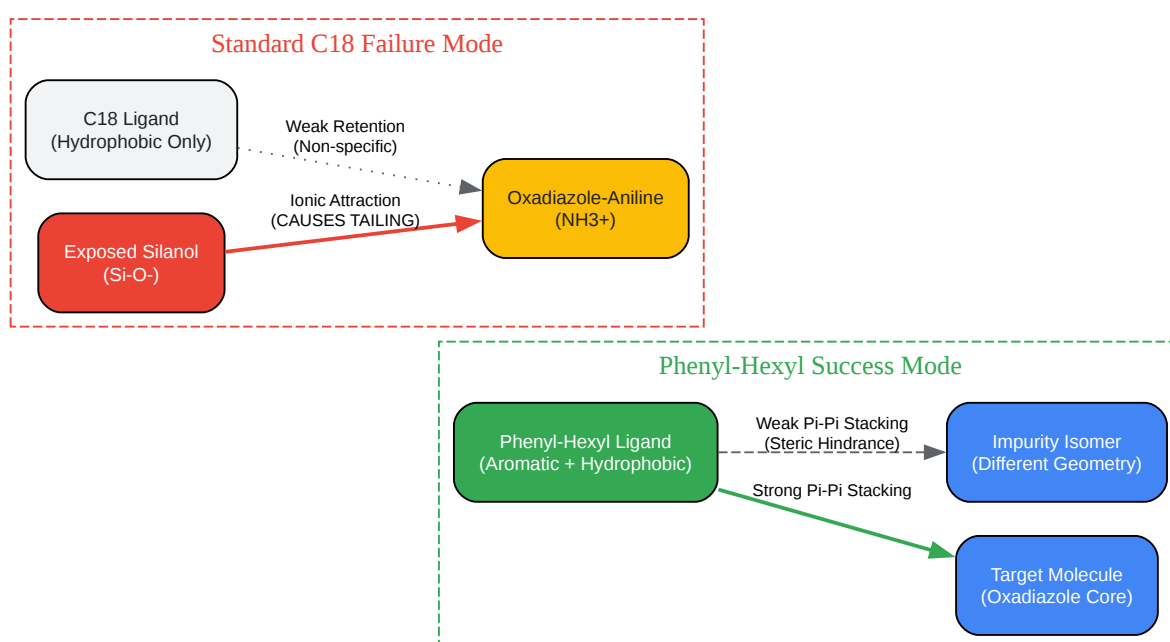 Standard C18 Failure Mode
C18 Ligand
(Hydrophobic Only)
Weak Retention
(Non-specific)
Oxadiazole-Aniline
(NH3+)
Ionic Attraction
(CAUSES TAILING)
Exposed Silanol
(Si-O-)
Phenyl-Hexyl Success Mode
Phenyl-Hexyl Ligand
(Aromatic + Hydrophobic)
Weak Pi-Pi Stacking
(Steric Hindrance)
Impurity Isomer
(Different Geometry)
Strong Pi-Pi Stacking
Target Molecule
(Oxadiazole Core)